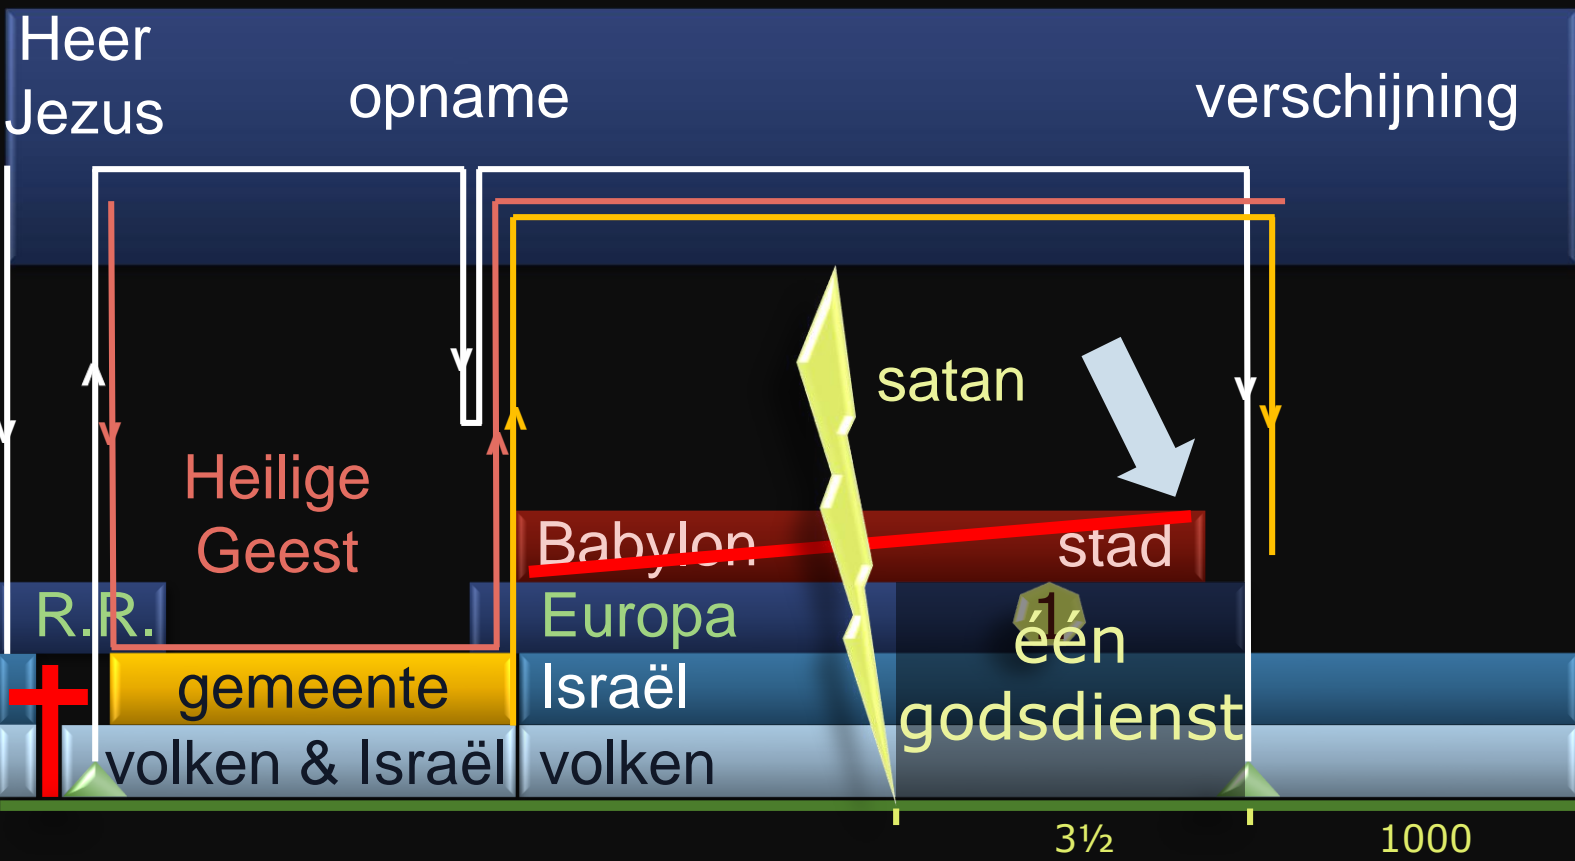 Heer
Jezus
opname
verschijning
satan
Heilige
Geest
Babylon stad
R.R.
Europa
1
één
godsdienst
gemeente
Israël
volken & Israël
volken
3½
1000